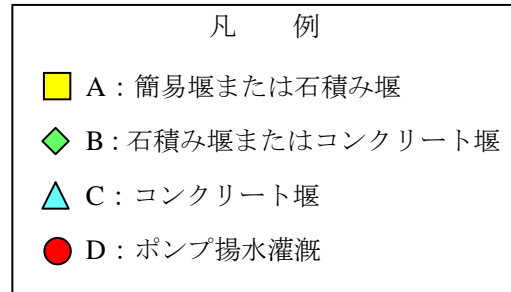 凡　例
A：簡易堰または石積み堰
B：石積み堰またはコンクリート堰
C：コンクリート堰
D：ポンプ揚水灌漑